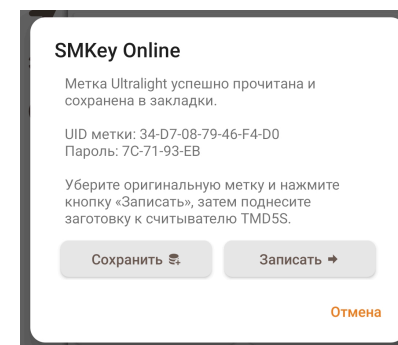 SMKey Online
Метка Ultralight успешно прочитана и
сохранена в закладки.
UID метки: 34-D7-08-79-46-F4-D0
Пароль: 7C-71-93-EB
Уберите оригинальную метку и нажмите
кнопку «Записать», затем поднесите
заготовку к считывателю TMD5S.
Сохранить
Записать
Отмена